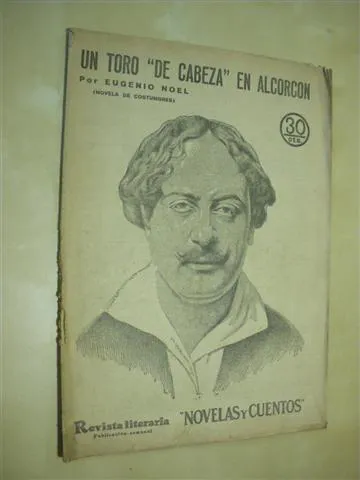 UN TORO "DE CABEZA" EN ALCORCON
Por EUGENIO NOEL
(NOVELA DE COSTUMBRES)
30
CTS.
Revista literaria
Publicación semanal
"NOVELAS Y CUENTOS"